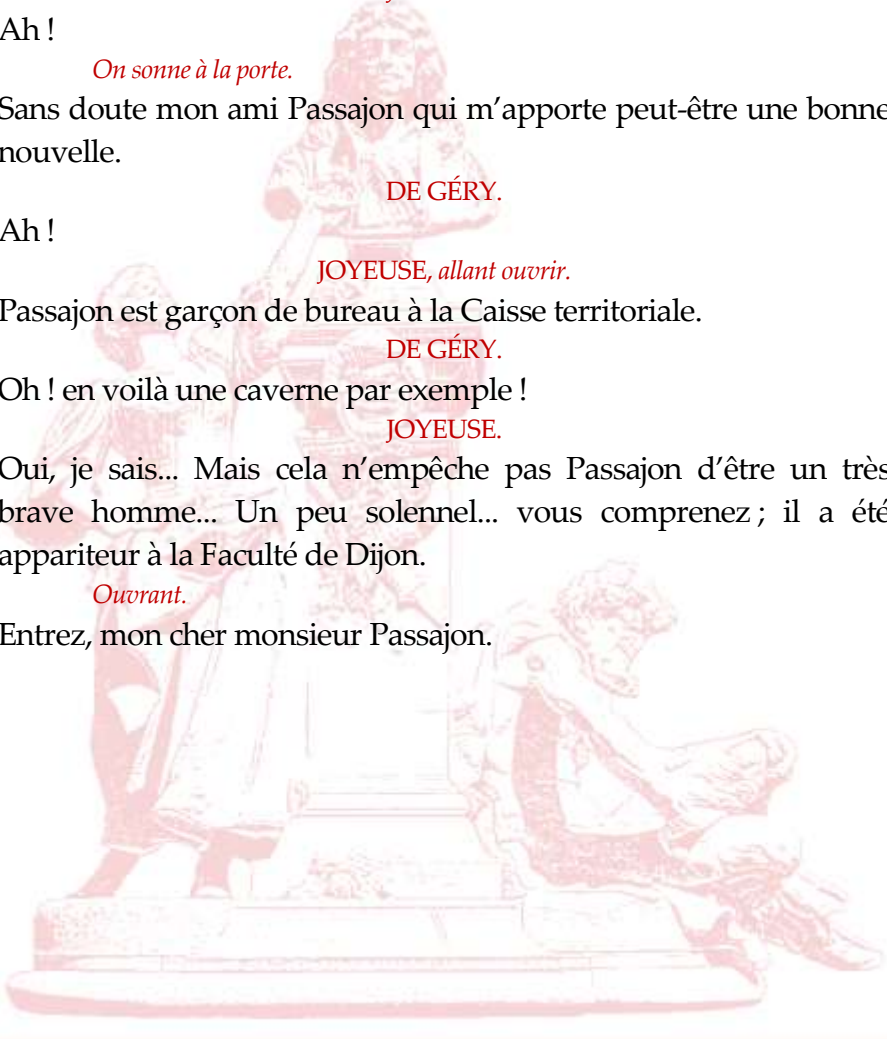 Ah !
On sonne à la porte.
Sans doute mon ami Passajon qui m’apporte peut-être une bonne
nouvelle.
DE GÉRY.
Ah !
JOYEUSE, allant ouvrir.
Passajon est garçon de bureau à la Caisse territoriale.
DE GÉRY.
Oh ! en voilà une caverne par exemple !
JOYEUSE.
Oui, je sais... Mais cela n’empêche pas Passajon d’être un très
brave homme... Un peu solennel... vous comprenez ; il a été
appariteur à la Faculté de Dijon.
Ouvrant.
Entrez, mon cher monsieur Passajon.